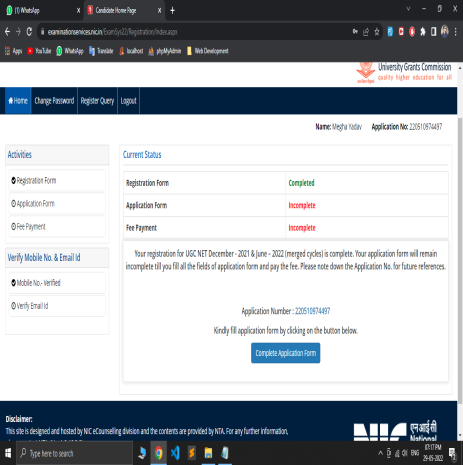 (1) WhatsApp
Candidate Home Page
examinationservices.nic.in/ExamSys22/Registration/Index.aspx
Apps YouTube WhatsApp Translate localhost phpMyAdmin Web Development
University Grants Commission
quality higher education for all
Home Change Password Register Query Logout
Name: Megha Yadav Application No: 220510974497
Activities
Registration Form
Application Form
Fee Payment
Verify Mobile No. & Email Id
Mobile No.- Verified
Verify Email Id
Current Status
Registration Form Completed
Application Form Incomplete
Fee Payment Incomplete
Your registration for UGC NET December - 2021 & June - 2022 (merged cycles) is complete. Your application form will remain
incomplete till you fill all the fields of application form and pay the fee. Please note down the Application No. for future references.
Application Number : 220510974497
Kindly fill application form by clicking on the button below.
Complete Application Form
Disclaimer:
This site is designed and hosted by NIC eCounselling division and the contents are provided by NTA. For any further information,
एन आई सी
National
Type here to search
ENG
07:17 PM
29-05-2022